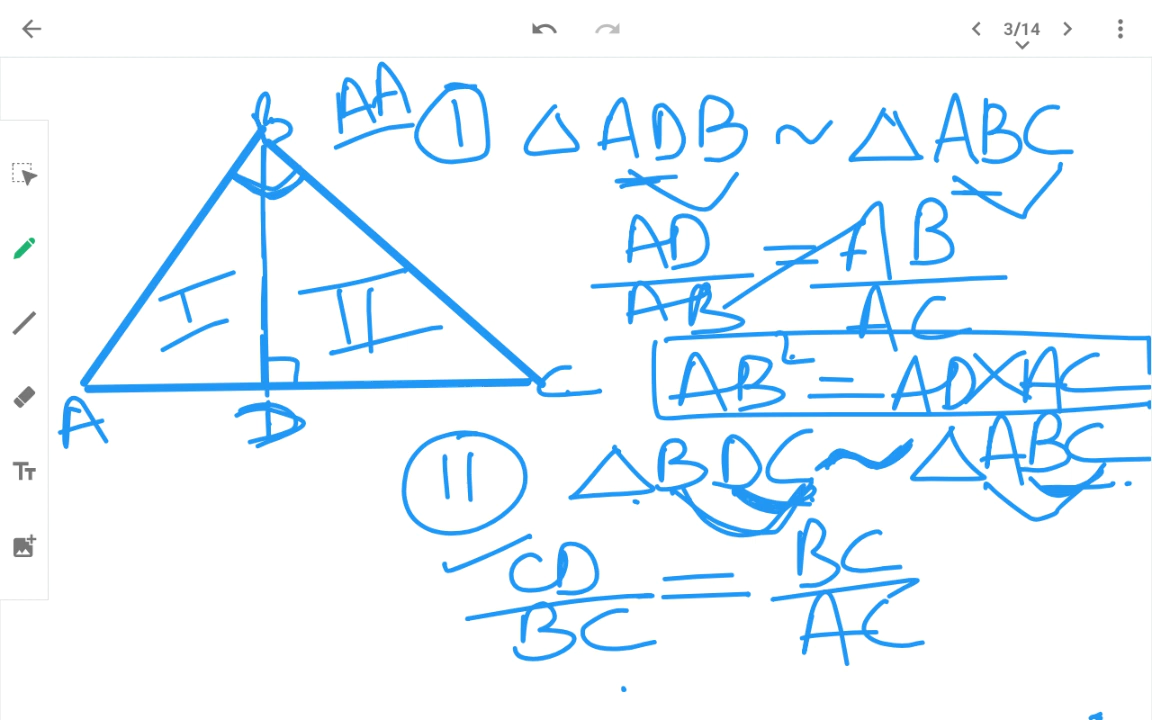 3/14
B
AA
I
△ADB ~ △ABC
AD/AB = AB/AC
I
II
A
D
C
AB² = AD×AC
II
△BDC ~ △ABC
CD/BC = BC/AC
Tт